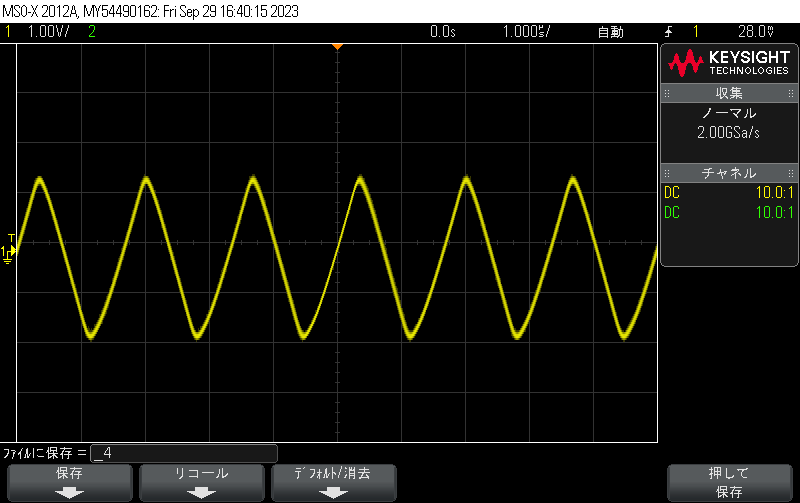 MSO-X 2012A, MY54490162: Fri Sep 29 16:40:15 2023
1 1.00V/ 2 0.0s 1.000㎲/ 自動 1 28.0㎷
KEYSIGHT
TECHNOLOGIES
収集
ノーマル
2.00GSa/s
チャネル
DC 10.0:1
DC 10.0:1
T
1
ファイルに保存 = _4
保存
リコール
デフォルト/消去
押して
保存